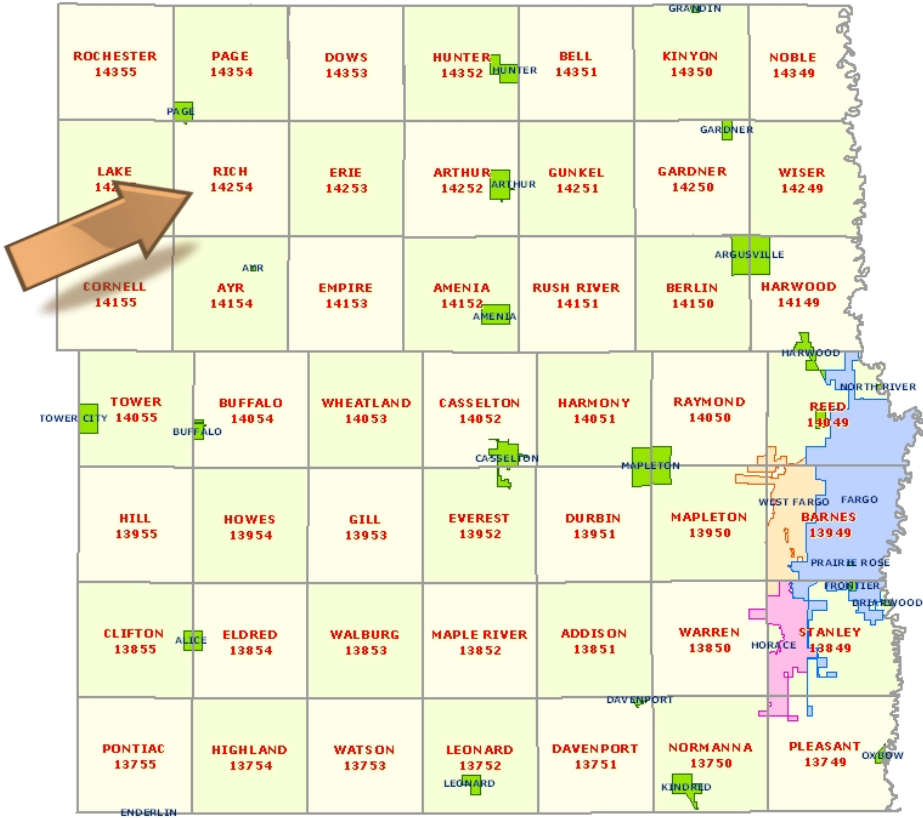 GRANDIN
ROCHESTER
14355
PAGE
14354
DOWS
14353
HUNTER
14352
HUNTER
BELL
14351
KINYON
14350
NOBLE
14349
PAGE
GARDNER
LAKE
RICH
14254
ERIE
14253
ARTHUR
14252
ARTHUR
GUNKEL
14251
GARDNER
14250
WISER
14249
ARGUSVILLE
CORNELL
14155
AYR
AYR
14154
EMPIRE
14153
AMENIA
14152
AMENIA
RUSH RIVER
14151
BERLIN
14150
HARWOOD
14149
HARWOOD
NORTH RIVER
TOWER CITY
TOWER
14055
BUFFALO
BUFFALO
14054
WHEATLAND
14053
CASSELTON
14052
CASSELTON
HARMONY
14051
RAYMOND
14050
REED
14049
MAPLETON
WEST FARGO
FARGO
HILL
13955
HOWES
13954
GILL
13953
EVEREST
13952
DURBIN
13951
MAPLETON
13950
BARNES
13949
PRAIRIE ROSE
FRONTIER
BRIARWOOD
CLIFTON
13855
ALICE
ELDRED
13854
WALBURG
13853
MAPLE RIVER
13852
ADDISON
13851
WARREN
13850
HORACE
STANLEY
13849
DAVENPORT
PONTIAC
13755
HIGHLAND
13754
WATSON
13753
LEONARD
13752
LEONARD
DAVENPORT
13751
NORMANNA
13750
KINDRED
PLEASANT
13749
OXBOW
ENDERLIN